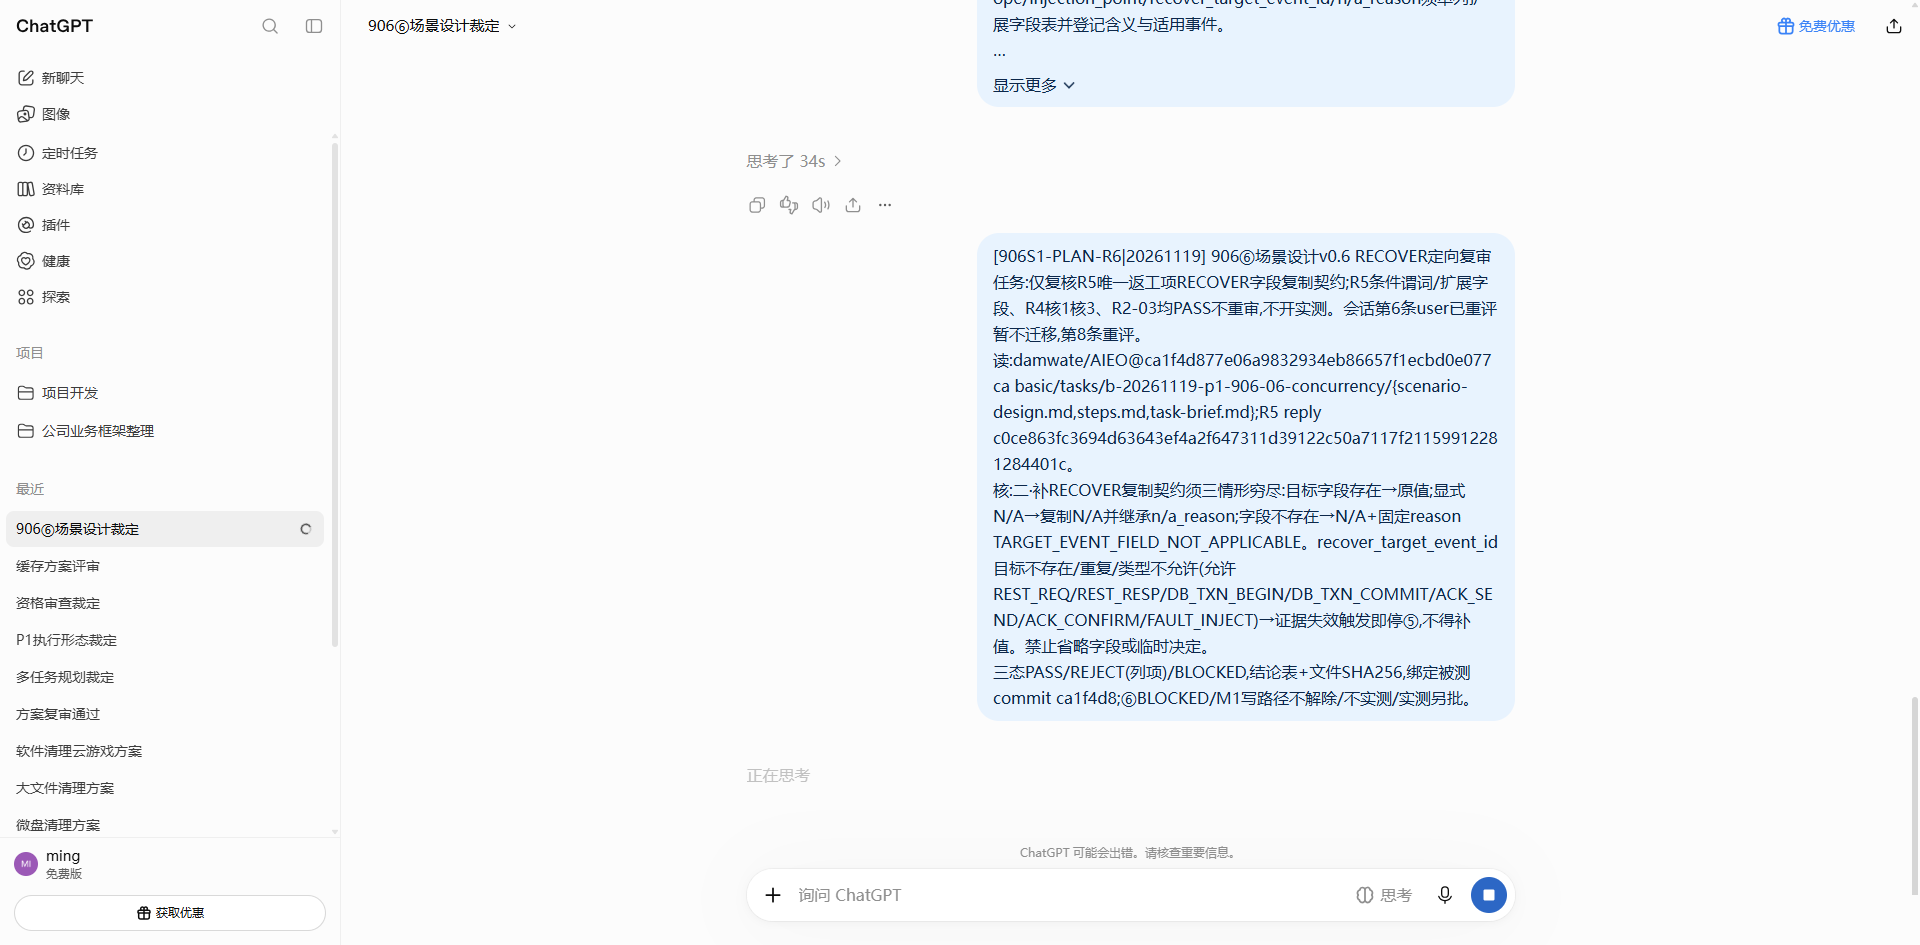 ChatGPT
新聊天
图像
定时任务
资料库
插件
健康
探索
项目
项目开发
公司业务框架整理
最近
906⑥场景设计裁定
缓存方案评审
资格审查裁定
P1执行形态裁定
多任务规划裁定
方案复审通过
软件清理云游戏方案
大文件清理方案
微盘清理方案
MI
ming
免费版
获取优惠
906⑥场景设计裁定
免费优惠
ope/injection_point/recover_target_event_id/n/a_reason频率列扩
展字段表并登记含义与适用事件。
...
显示更多
思考了 34s
[906S1-PLAN-R6|20261119] 906⑥场景设计v0.6 RECOVER定向复审
任务:仅复核R5唯一返工项RECOVER字段复制契约;R5条件谓词/扩展字
段、R4核1核3、R2-03均PASS不重审,不开实测。会话第6条user已重评
暂不迁移,第8条重评。
读:damwate/AIEO@ca1f4d877e06a9832934eb86657f1ecbd0e077
ca basic/tasks/b-20261119-p1-906-06-concurrency/{scenario-
design.md,steps.md,task-brief.md};R5 reply
c0ce863fc3694d63643ef4a2f647311d39122c50a7117f2115991228
1284401c。
核:二·补RECOVER复制契约须三情形穷尽:目标字段存在→原值;显式
N/A→复制N/A并继承n/a_reason;字段不存在→N/A+固定reason
TARGET_EVENT_FIELD_NOT_APPLICABLE。recover_target_event_id
目标不存在/重复/类型不允许(允许
REST_REQ/REST_RESP/DB_TXN_BEGIN/DB_TXN_COMMIT/ACK_SE
ND/ACK_CONFIRM/FAULT_INJECT)→证据失效触发即停⑤,不得补
值。禁止省略字段或临时决定。
三态PASS/REJECT(列项)/BLOCKED,结论表+文件SHA256,绑定被测
commit ca1f4d8;⑥BLOCKED/M1写路径不解除/不实测/实测另批。
正在思考
ChatGPT 可能会出错。请核查重要信息。
询问 ChatGPT
思考